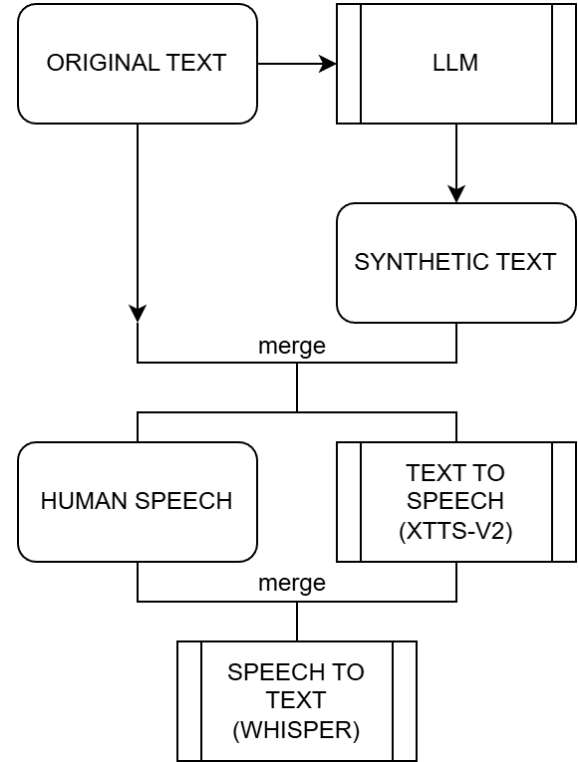 ORIGINAL TEXT
LLM
SYNTHETIC TEXT
merge
HUMAN SPEECH
TEXT TO
SPEECH
(XTTS-V2)
merge
SPEECH TO
TEXT
(WHISPER)